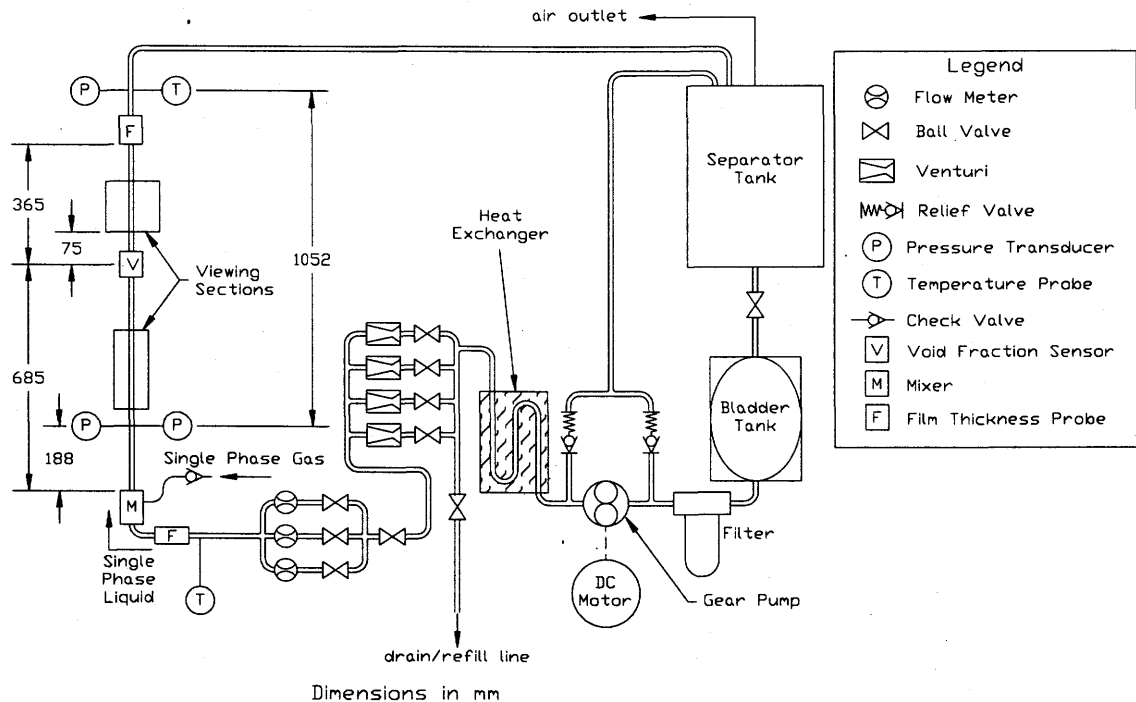 air outlet
P
T
F
365
75
V
Viewing
Sections
1052
685
P
P
188
Single Phase Gas
M
F
Single
Phase
Liquid
T
Heat
Exchanger
Separator
Tank
Bladder
Tank
Filter
DC
Motor
Gear Pump
drain/refill line
Dimensions in mm
Legend
Flow Meter
Ball Valve
Venturi
Relief Valve
P Pressure Transducer
T Temperature Probe
Check Valve
V Void Fraction Sensor
M Mixer
F Film Thickness Probe